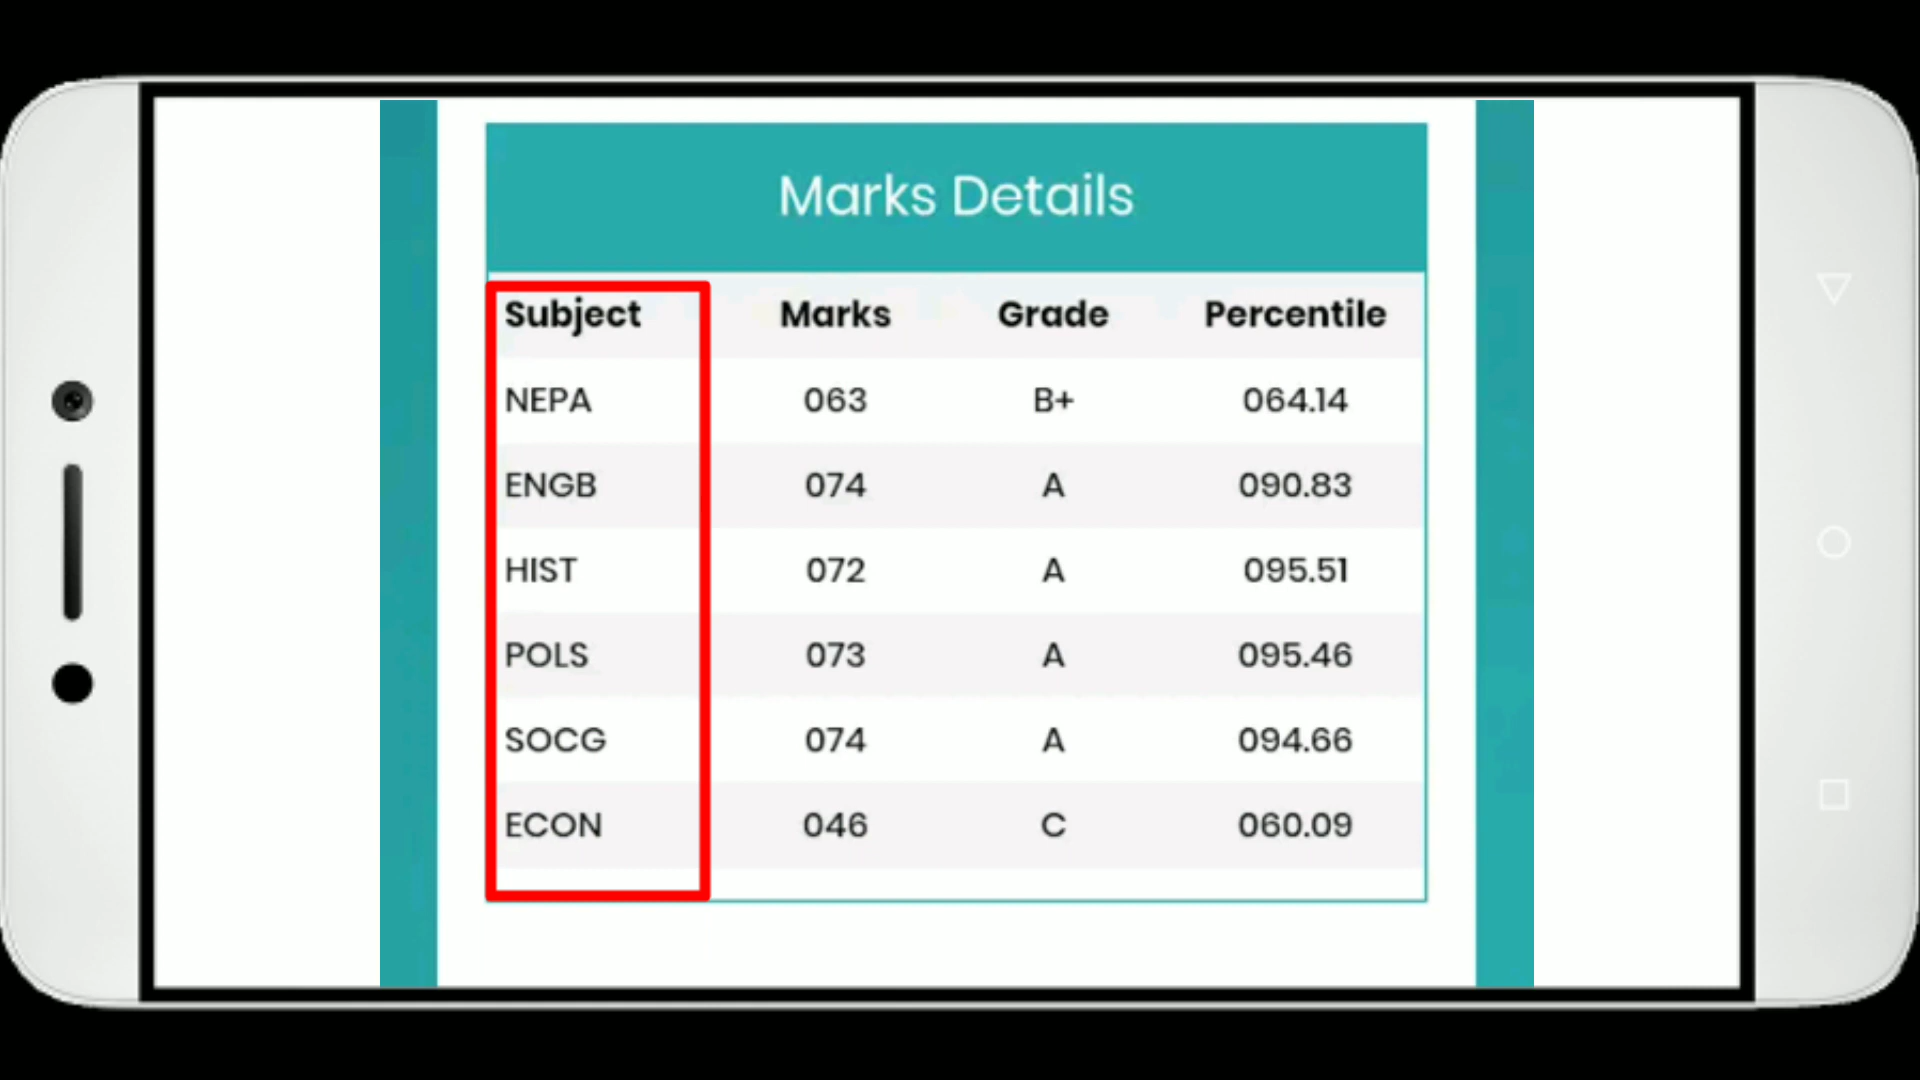 Marks Details
Subject Marks Grade Percentile
NEPA 063 B+ 064.14
ENGB 074 A 090.83
HIST 072 A 095.51
POLS 073 A 095.46
SOCG 074 A 094.66
ECON 046 C 060.09